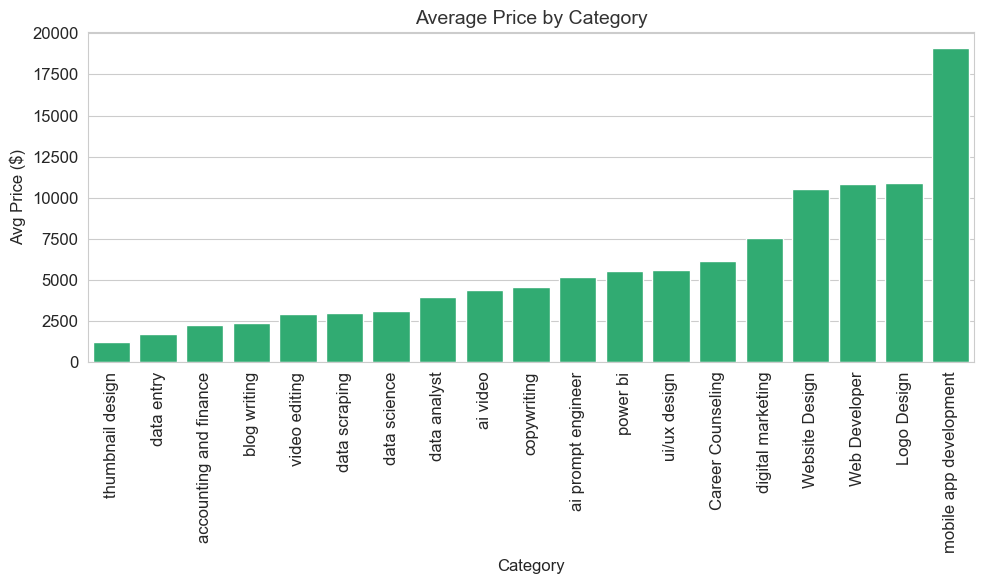 Average Price by Category
Avg Price ($)
20000
17500
15000
12500
10000
7500
5000
2500
0
thumbnail design
data entry
accounting and finance
blog writing
video editing
data scraping
data science
data analyst
ai video
copywriting
ai prompt engineer
power bi
ui/ux design
Career Counseling
digital marketing
Website Design
Web Developer
Logo Design
mobile app development
Category